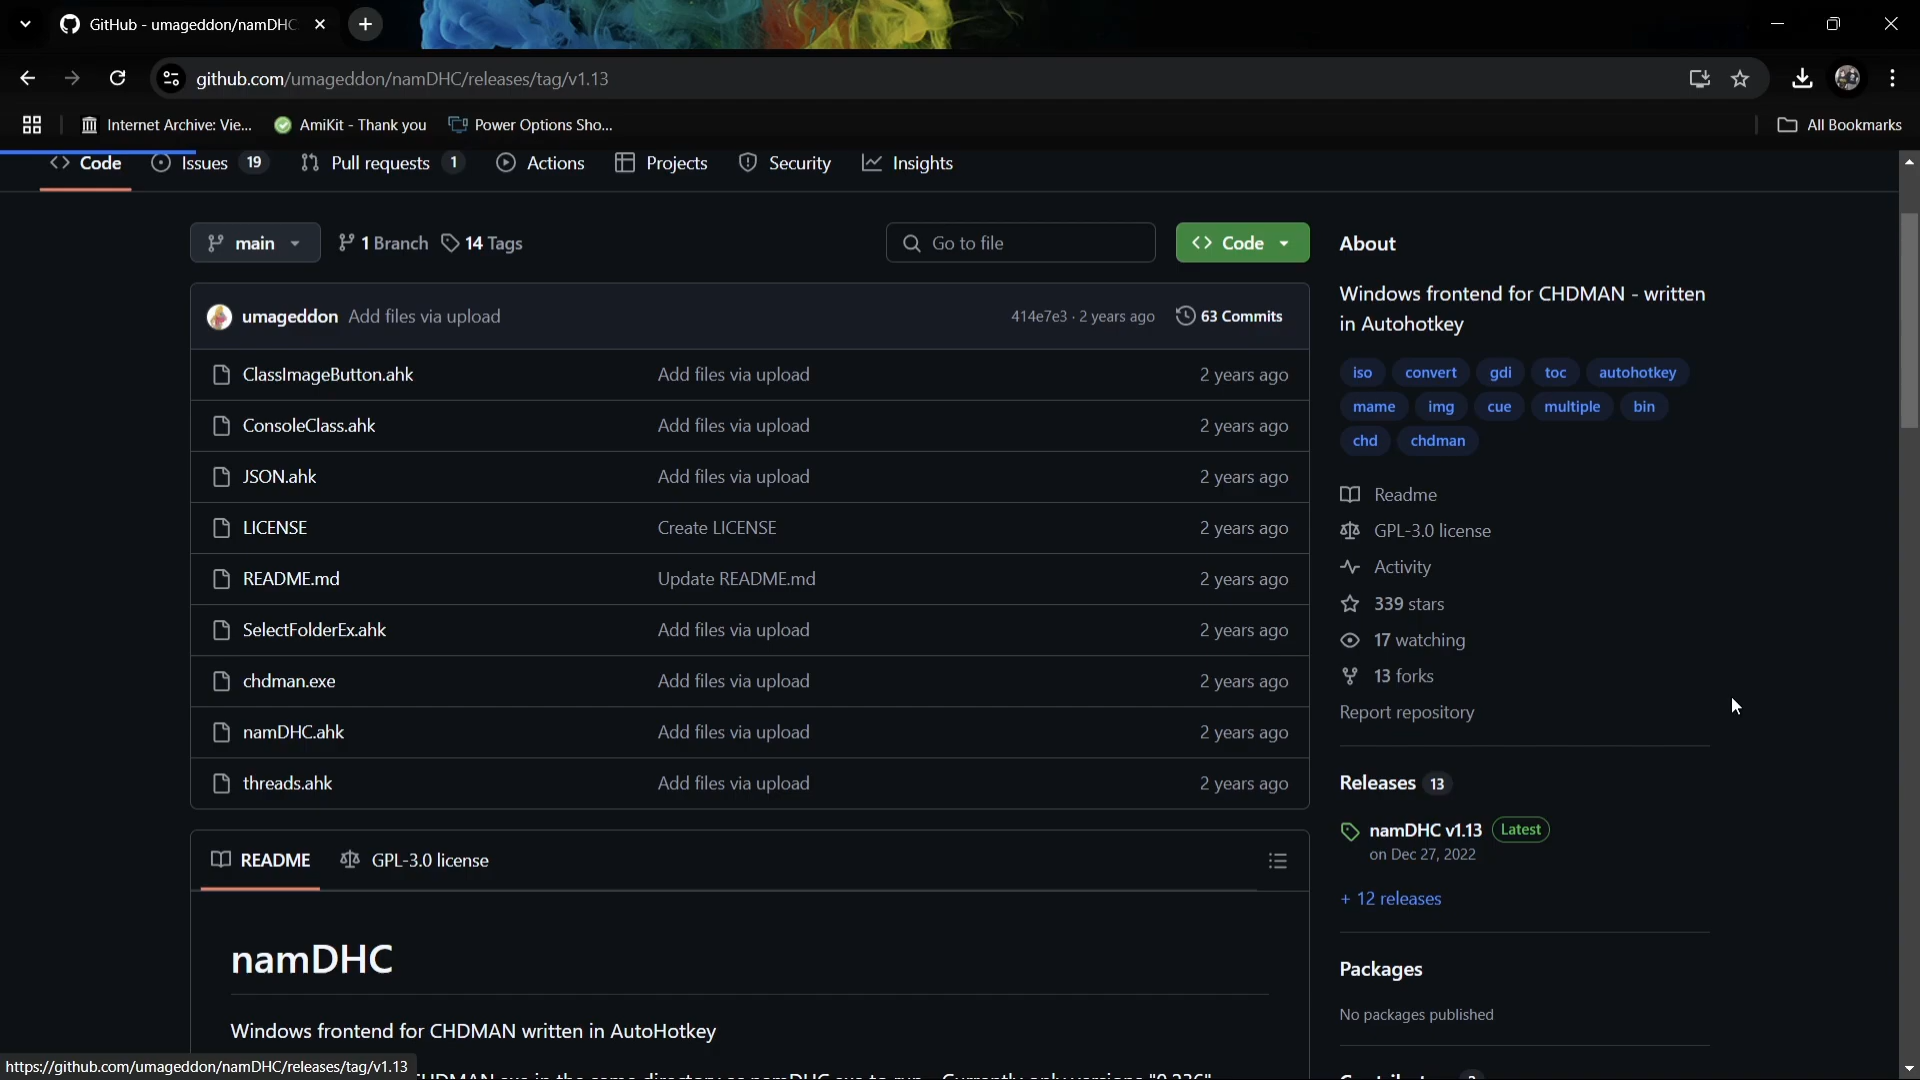 GitHub - umageddon/namDHC
github.com/umageddon/namDHC/releases/tag/v1.13
Internet Archive: Vie...
AmiKit - Thank you
Power Options Sho...
All Bookmarks
Code
Issues 19
Pull requests 1
Actions
Projects
Security
Insights
main
1 Branch
14 Tags
Go to file
Code
umageddon Add files via upload 414e7e3 · 2 years ago 63 Commits
ClassImageButton.ahk Add files via upload 2 years ago
ConsoleClass.ahk Add files via upload 2 years ago
JSON.ahk Add files via upload 2 years ago
LICENSE Create LICENSE 2 years ago
README.md Update README.md 2 years ago
SelectFolderEx.ahk Add files via upload 2 years ago
chdman.exe Add files via upload 2 years ago
namDHC.ahk Add files via upload 2 years ago
threads.ahk Add files via upload 2 years ago
README
GPL-3.0 license
namDHC
Windows frontend for CHDMAN written in AutoHotkey
About
Windows frontend for CHDMAN - written
in Autohotkey
iso convert gdi toc autohotkey
mame img cue multiple bin
chd chdman
Readme
GPL-3.0 license
Activity
339 stars
17 watching
13 forks
Report repository
Releases 13
namDHC v1.13 Latest
on Dec 27, 2022
+ 12 releases
Packages
No packages published
https://github.com/umageddon/namDHC/releases/tag/v1.13